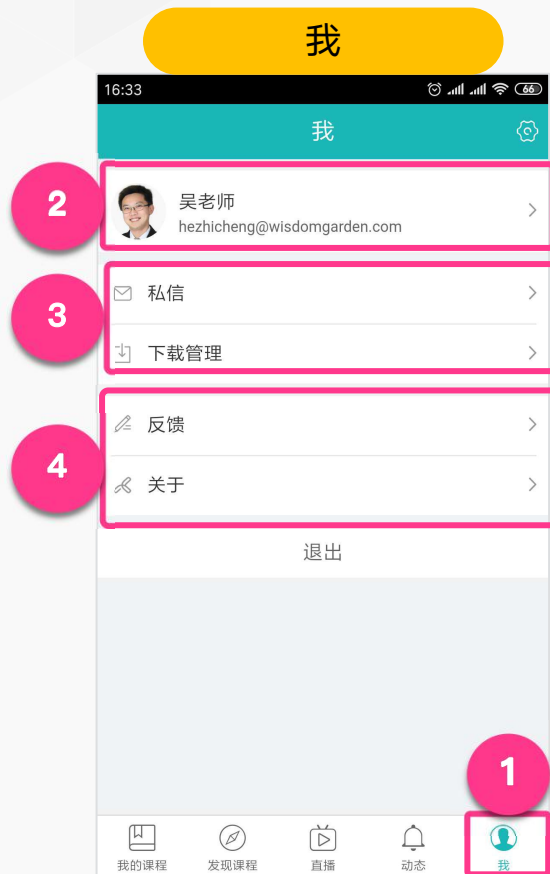 我
16:33
66
我
2
吴老师
hezhicheng@wisdomgarden.com
3
私信
下载管理
4
反馈
关于
退出
1
我的课程
发现课程
直播
动态
我